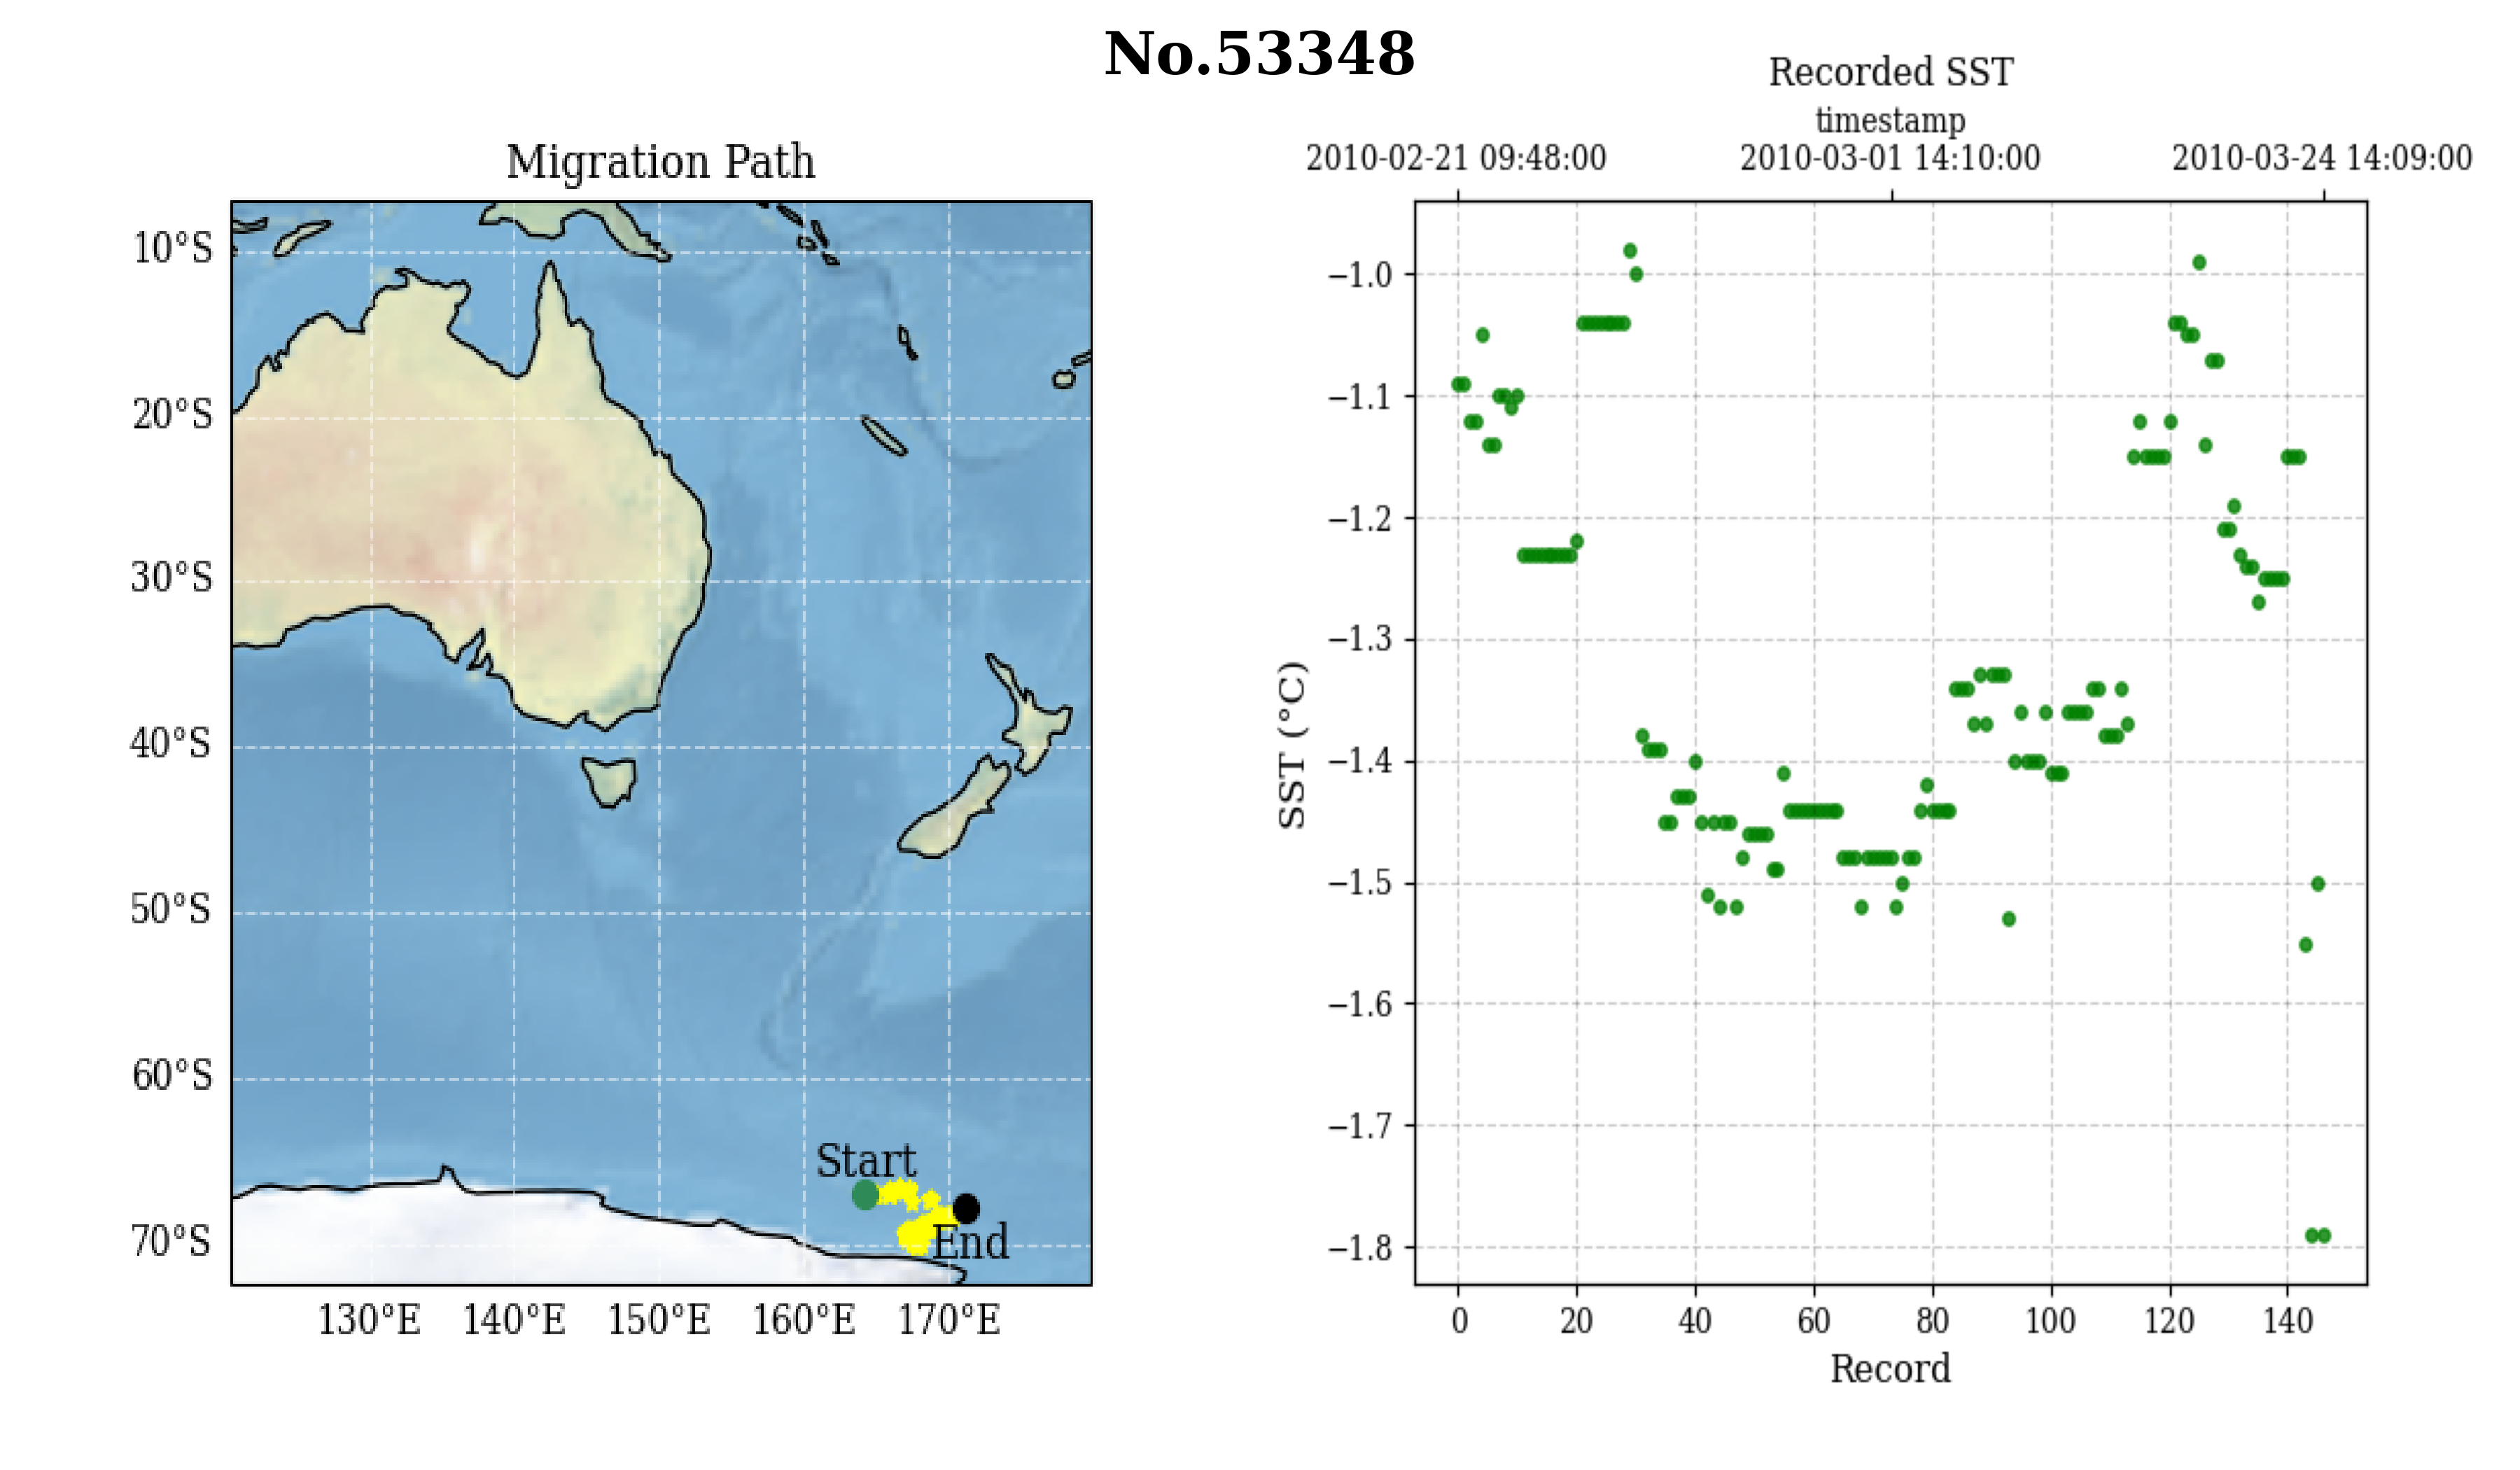 No.53348
Migration Path
10°S
20°S
30°S
40°S
50°S
60°S
70°S
Start
End
130°E 140°E 150°E 160°E 170°E
Recorded SST
timestamp
2010-02-21 09:48:00 2010-03-01 14:10:00 2010-03-24 14:09:00
SST (°C)
−1.0
−1.1
−1.2
−1.3
−1.4
−1.5
−1.6
−1.7
−1.8
0 20 40 60 80 100 120 140
Record